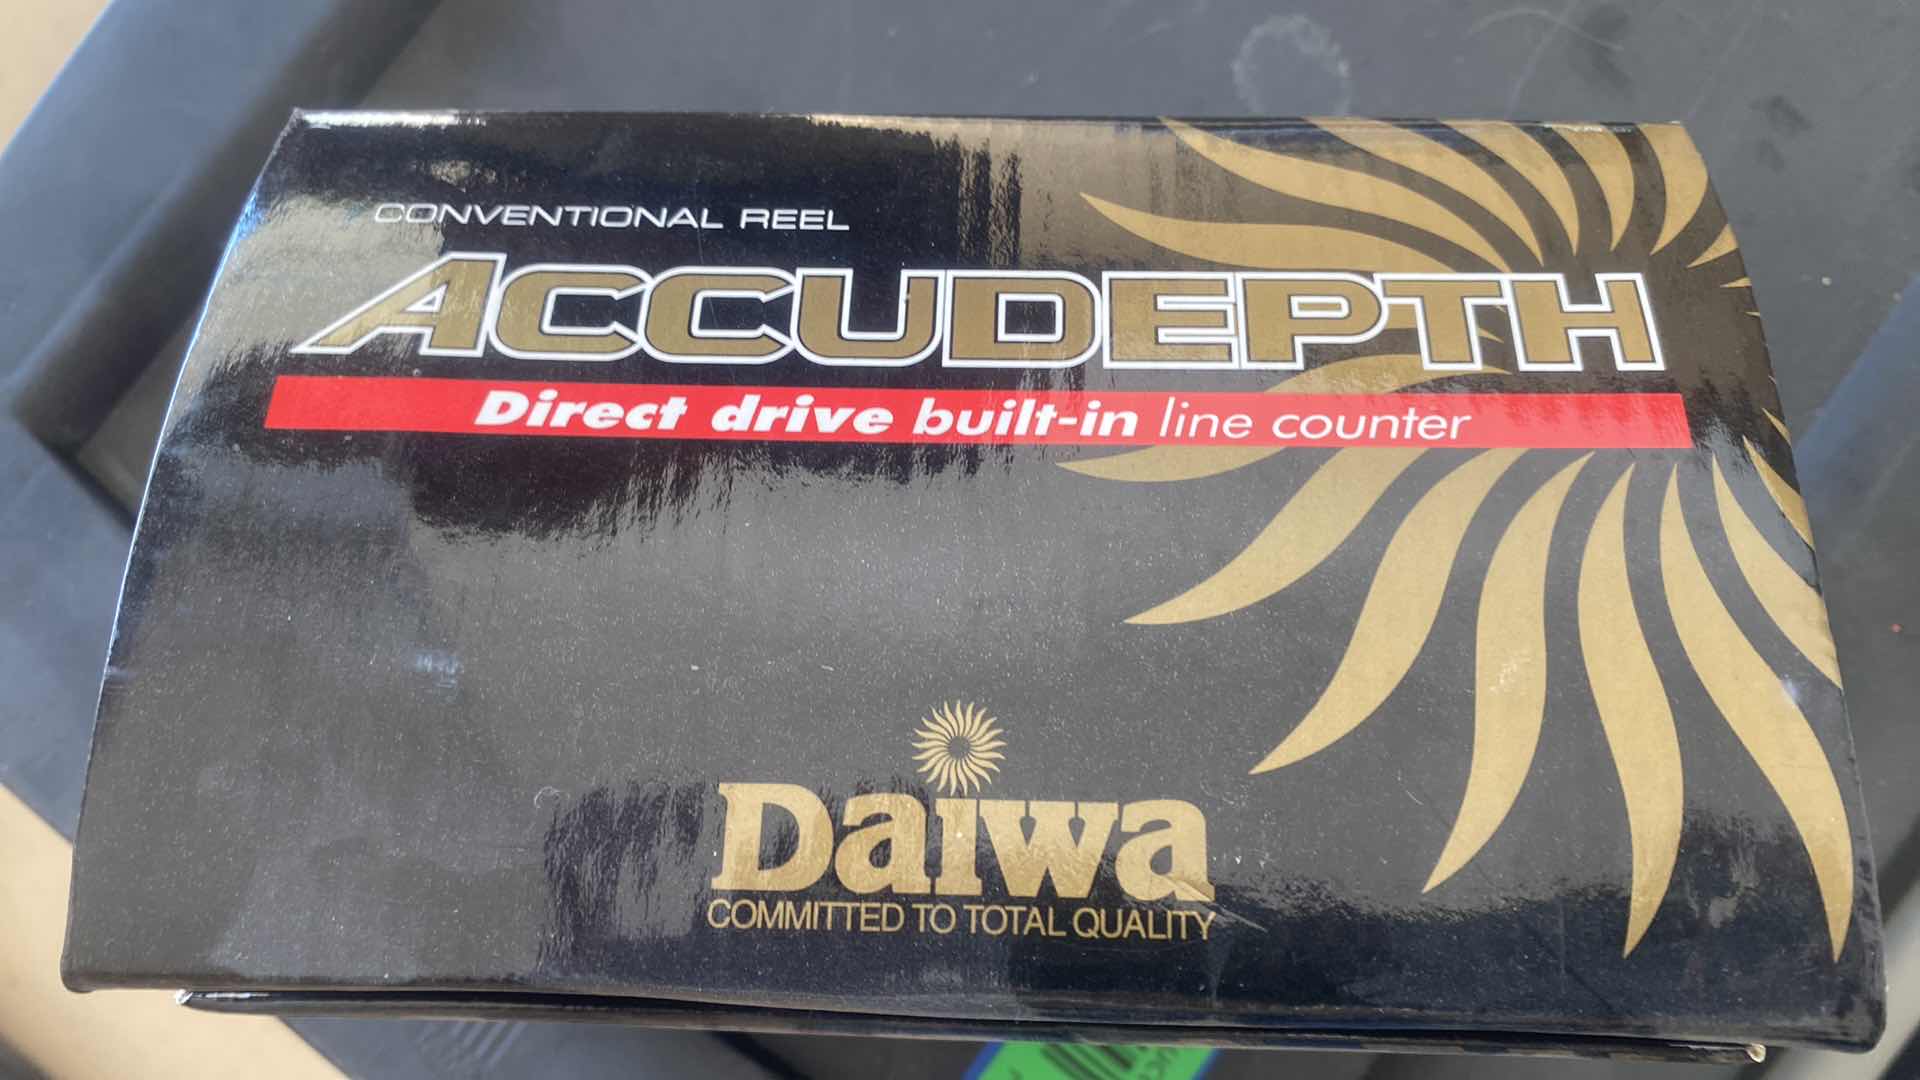 CONVENTIONAL REEL
ACCUDEPTH
Direct drive built-in line counter
Daiwa
COMMITTED TO TOTAL QUALITY